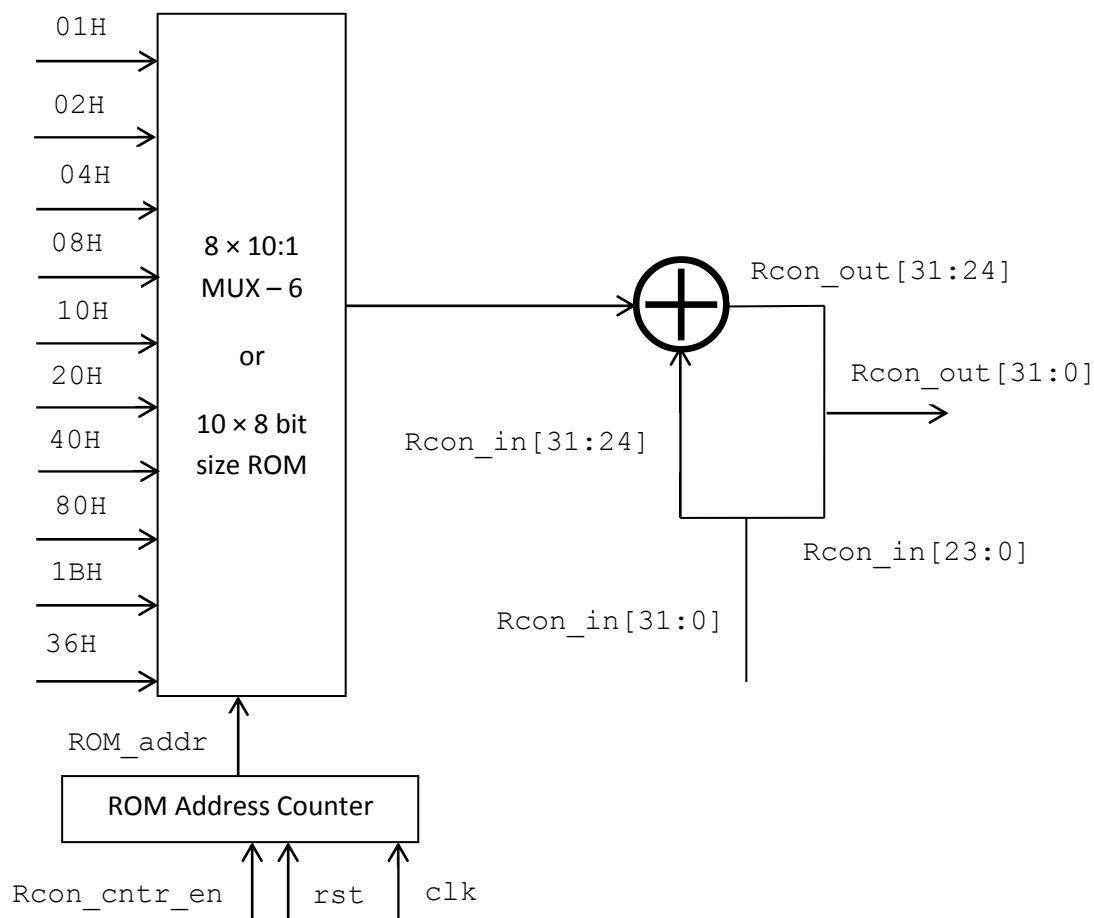 01H
02H
04H
08H
10H
20H
40H
80H
1BH
36H
8 × 10:1
MUX – 6
or
10 × 8 bit
size ROM
Rcon_out[31:24]
Rcon_out[31:0]
Rcon_in[31:24]
Rcon_in[23:0]
Rcon_in[31:0]
ROM_addr
ROM Address Counter
Rcon_cntr_en
rst
clk